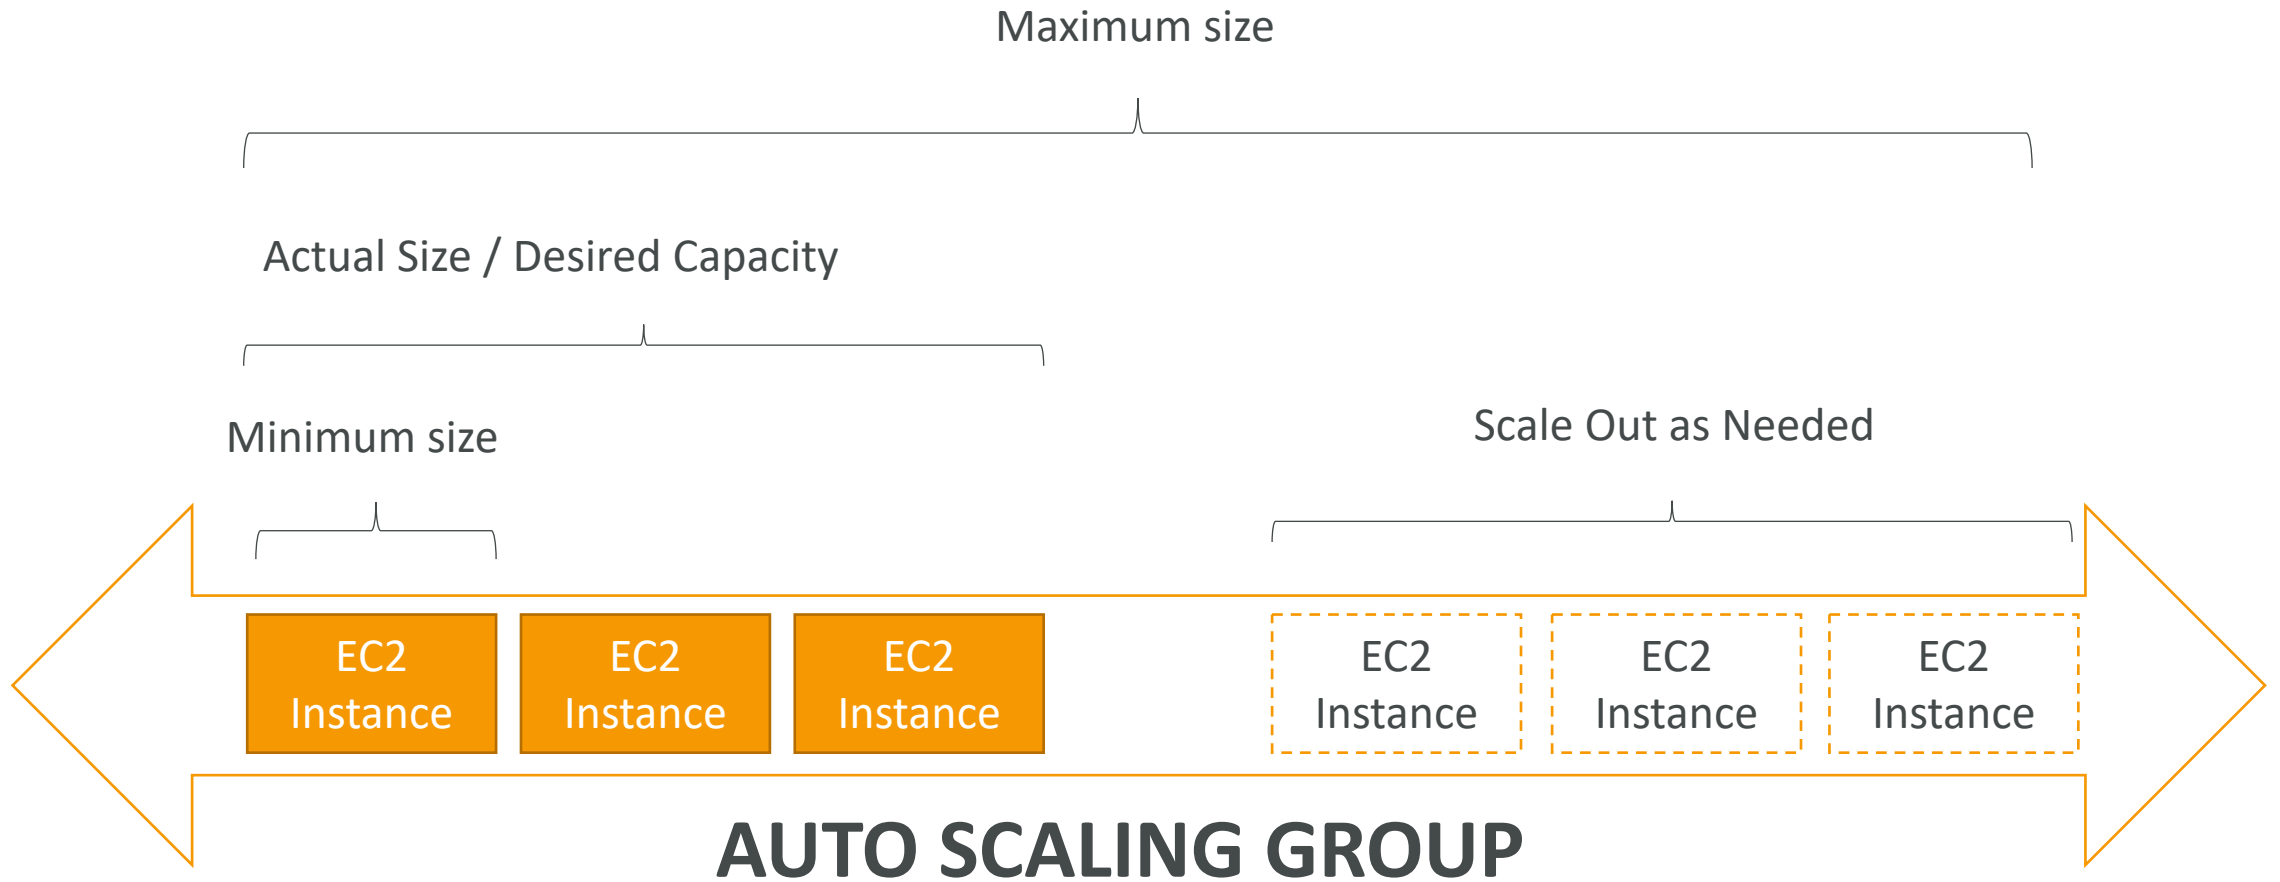 Maximum size
Actual Size / Desired Capacity
Minimum size
Scale Out as Needed
EC2
Instance
EC2
Instance
EC2
Instance
EC2
Instance
EC2
Instance
EC2
Instance
AUTO SCALING GROUP